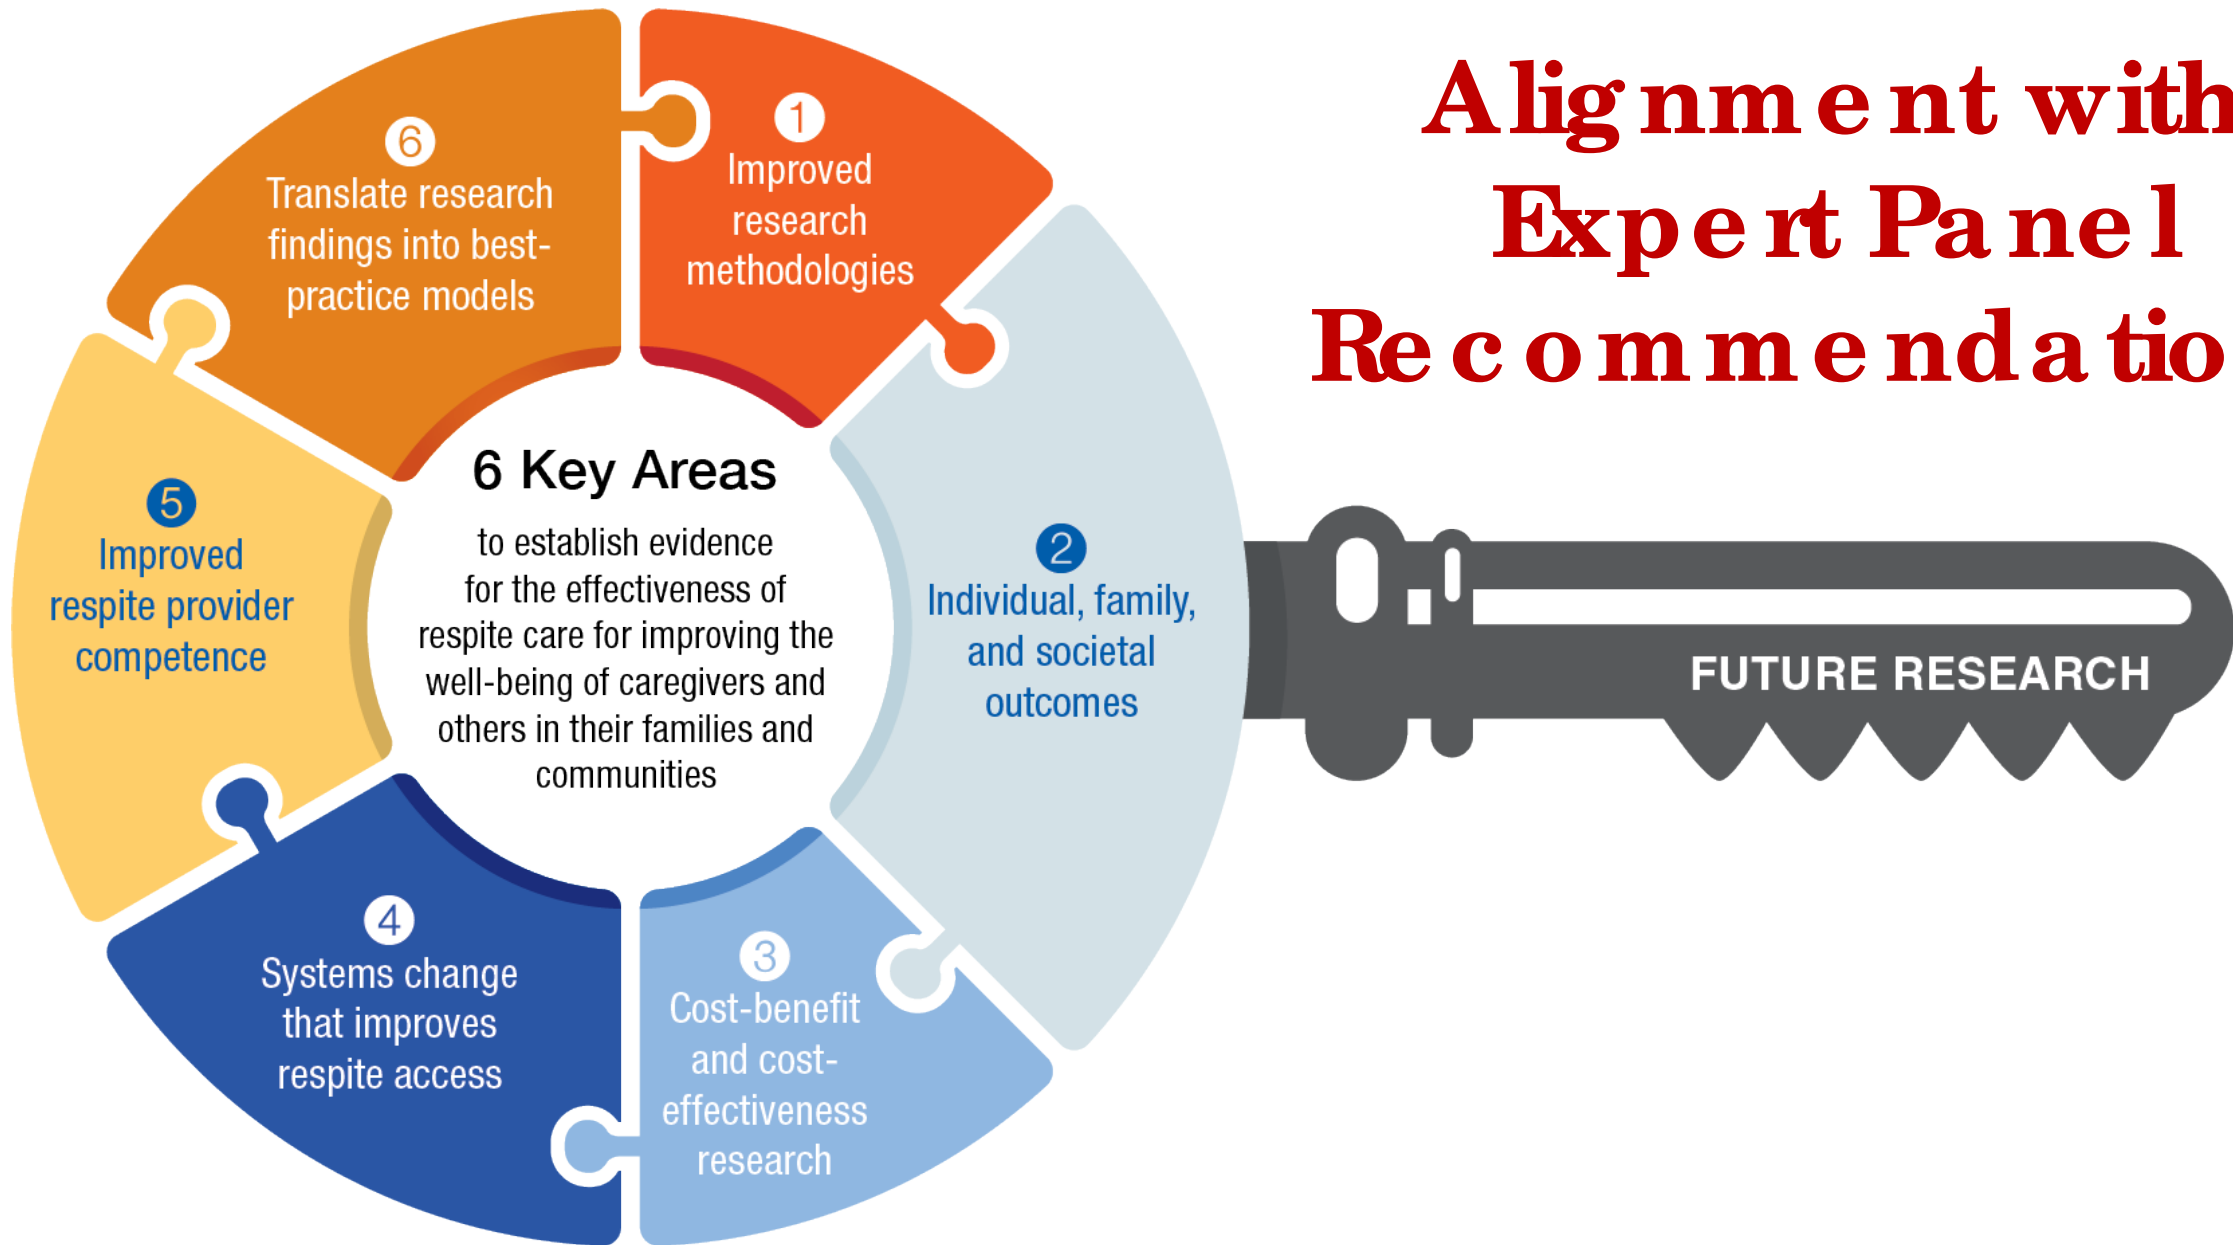 Alignment with
Expert Panel
Recommendatio
1
Improved
research
methodologies
2
Individual, family,
and societal
outcomes
3
Cost-benefit
and cost-
effectiveness
research
4
Systems change
that improves
respite access
5
Improved
respite provider
competence
6
Translate research
findings into best-
practice models
6 Key Areas
to establish evidence
for the effectiveness of
respite care for improving the
well-being of caregivers and
others in their families and
communities
FUTURE RESEARCH